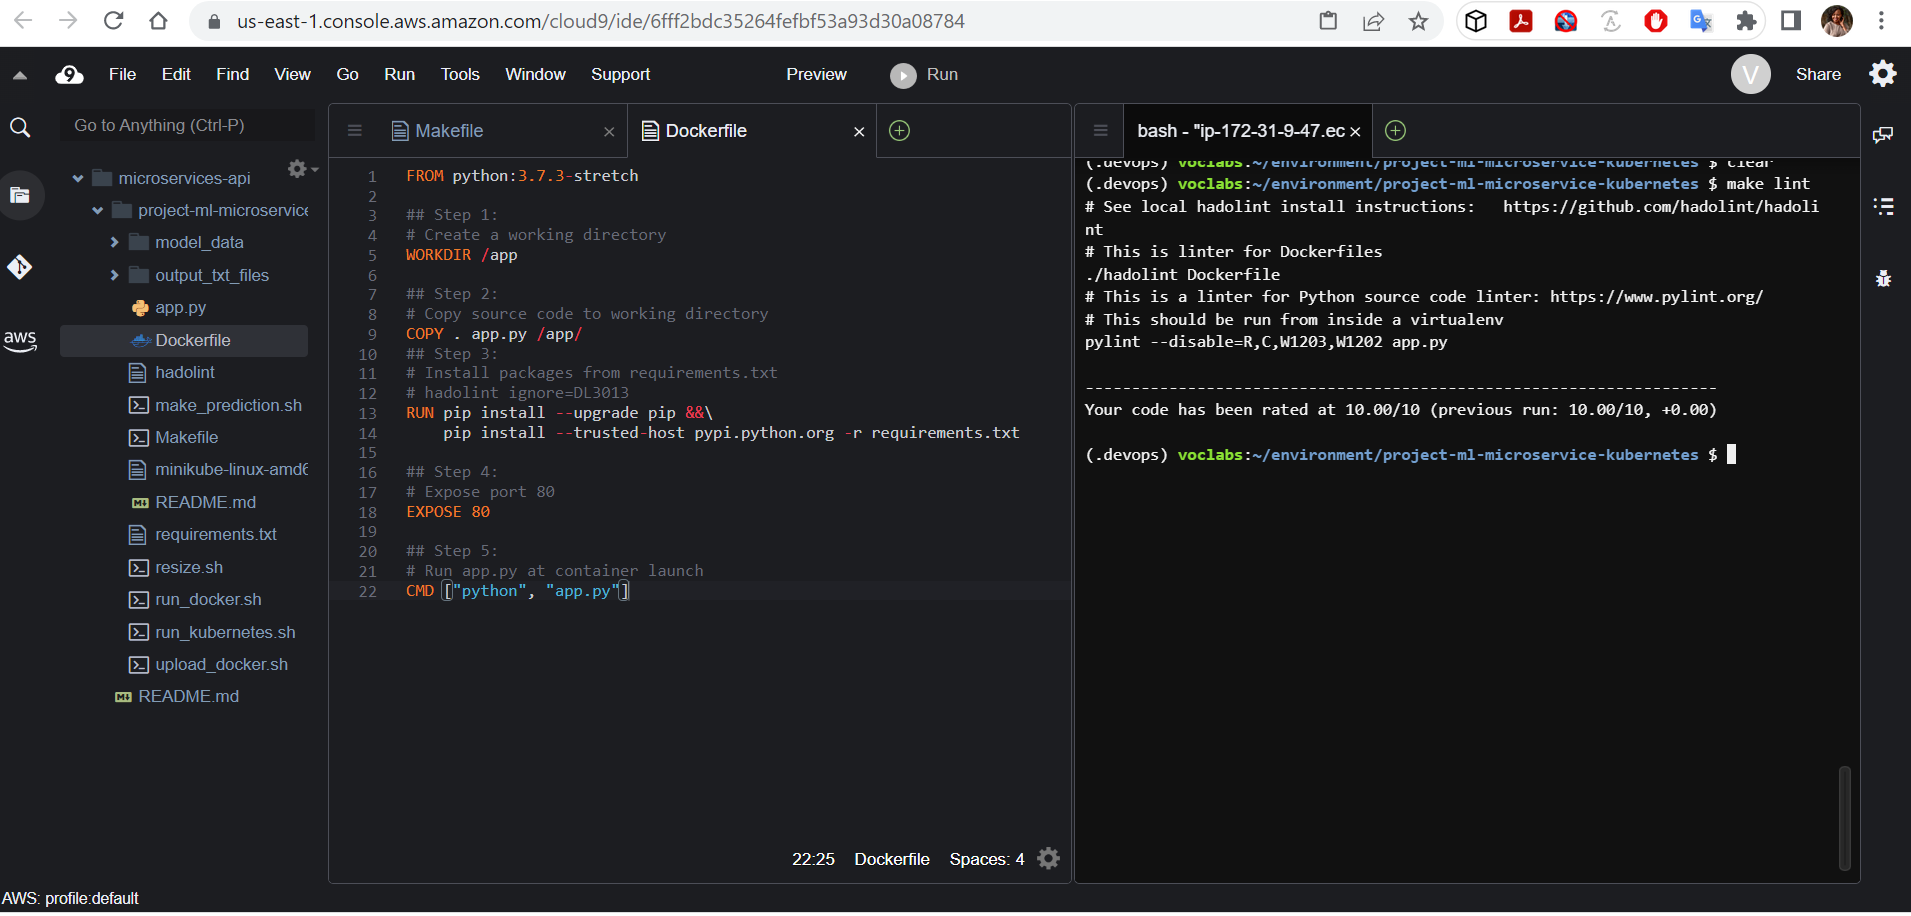 us-east-1.console.aws.amazon.com/cloud9/ide/6fff2bdc35264fefbf53a93d30a08784
9 File Edit Find View Go Run Tools Window Support Preview Run V Share
Go to Anything (Ctrl-P)
microservices-api
project-ml-microservice
model_data
output_txt_files
app.py
Dockerfile
hadolint
make_prediction.sh
Makefile
minikube-linux-amd6
README.md
requirements.txt
resize.sh
run_docker.sh
run_kubernetes.sh
upload_docker.sh
README.md
aws
Makefile
Dockerfile
1 FROM python:3.7.3-stretch
2
3 ## Step 1:
4 # Create a working directory
5 WORKDIR /app
6
7 ## Step 2:
8 # Copy source code to working directory
9 COPY . app.py /app/
10 ## Step 3:
11 # Install packages from requirements.txt
12 # hadolint ignore=DL3013
13 RUN pip install --upgrade pip &&\
14 pip install --trusted-host pypi.python.org -r requirements.txt
15
16 ## Step 4:
17 # Expose port 80
18 EXPOSE 80
19
20 ## Step 5:
21 # Run app.py at container launch
22 CMD ["python", "app.py"]
22:25 Dockerfile Spaces: 4
bash - "ip-172-31-9-47.ec
(.devops) voclabs:~/environment/project-ml-microservice-kubernetes $ clear
(.devops) voclabs:~/environment/project-ml-microservice-kubernetes $ make lint
# See local hadolint install instructions:   https://github.com/hadolint/hadoli
nt
# This is linter for Dockerfiles
./hadolint Dockerfile
# This is a linter for Python source code linter: https://www.pylint.org/
# This should be run from inside a virtualenv
pylint --disable=R,C,W1203,W1202 app.py
--------------------------------------------------------------------
Your code has been rated at 10.00/10 (previous run: 10.00/10, +0.00)
(.devops) voclabs:~/environment/project-ml-microservice-kubernetes $
AWS: profile:default